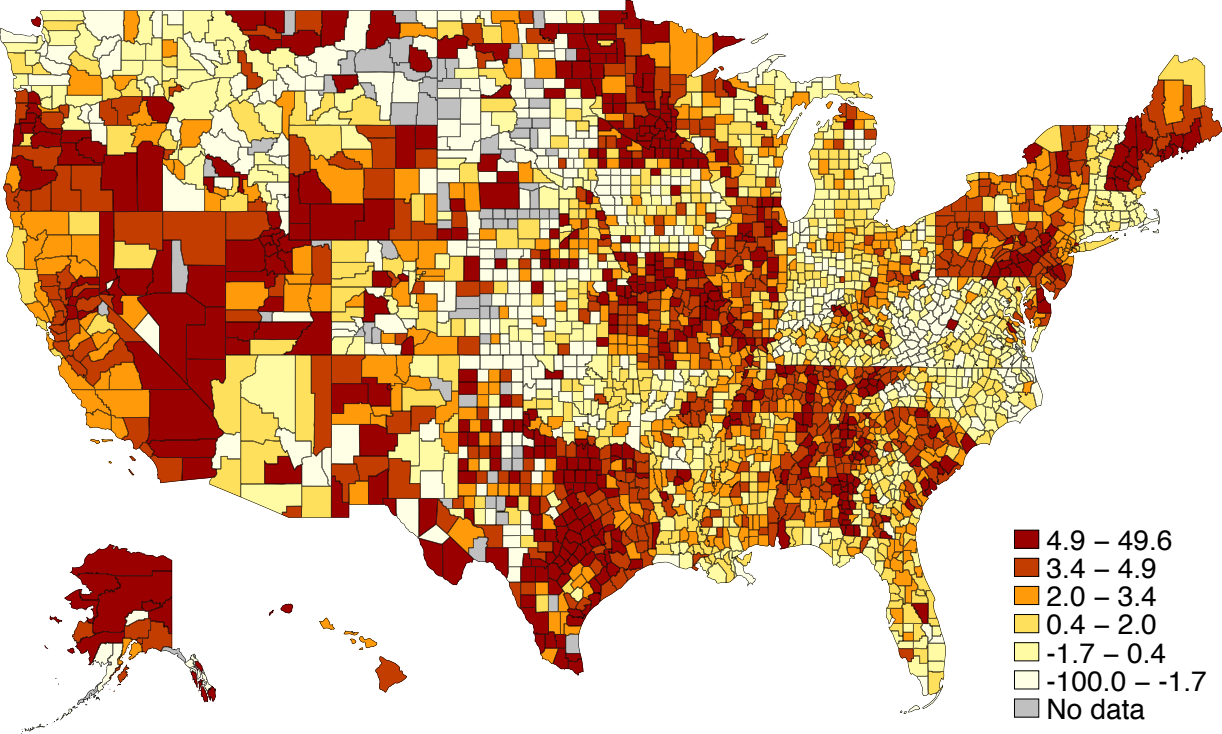 4.9 – 49.6
3.4 – 4.9
2.0 – 3.4
0.4 – 2.0
-1.7 – 0.4
-100.0 – -1.7
No data